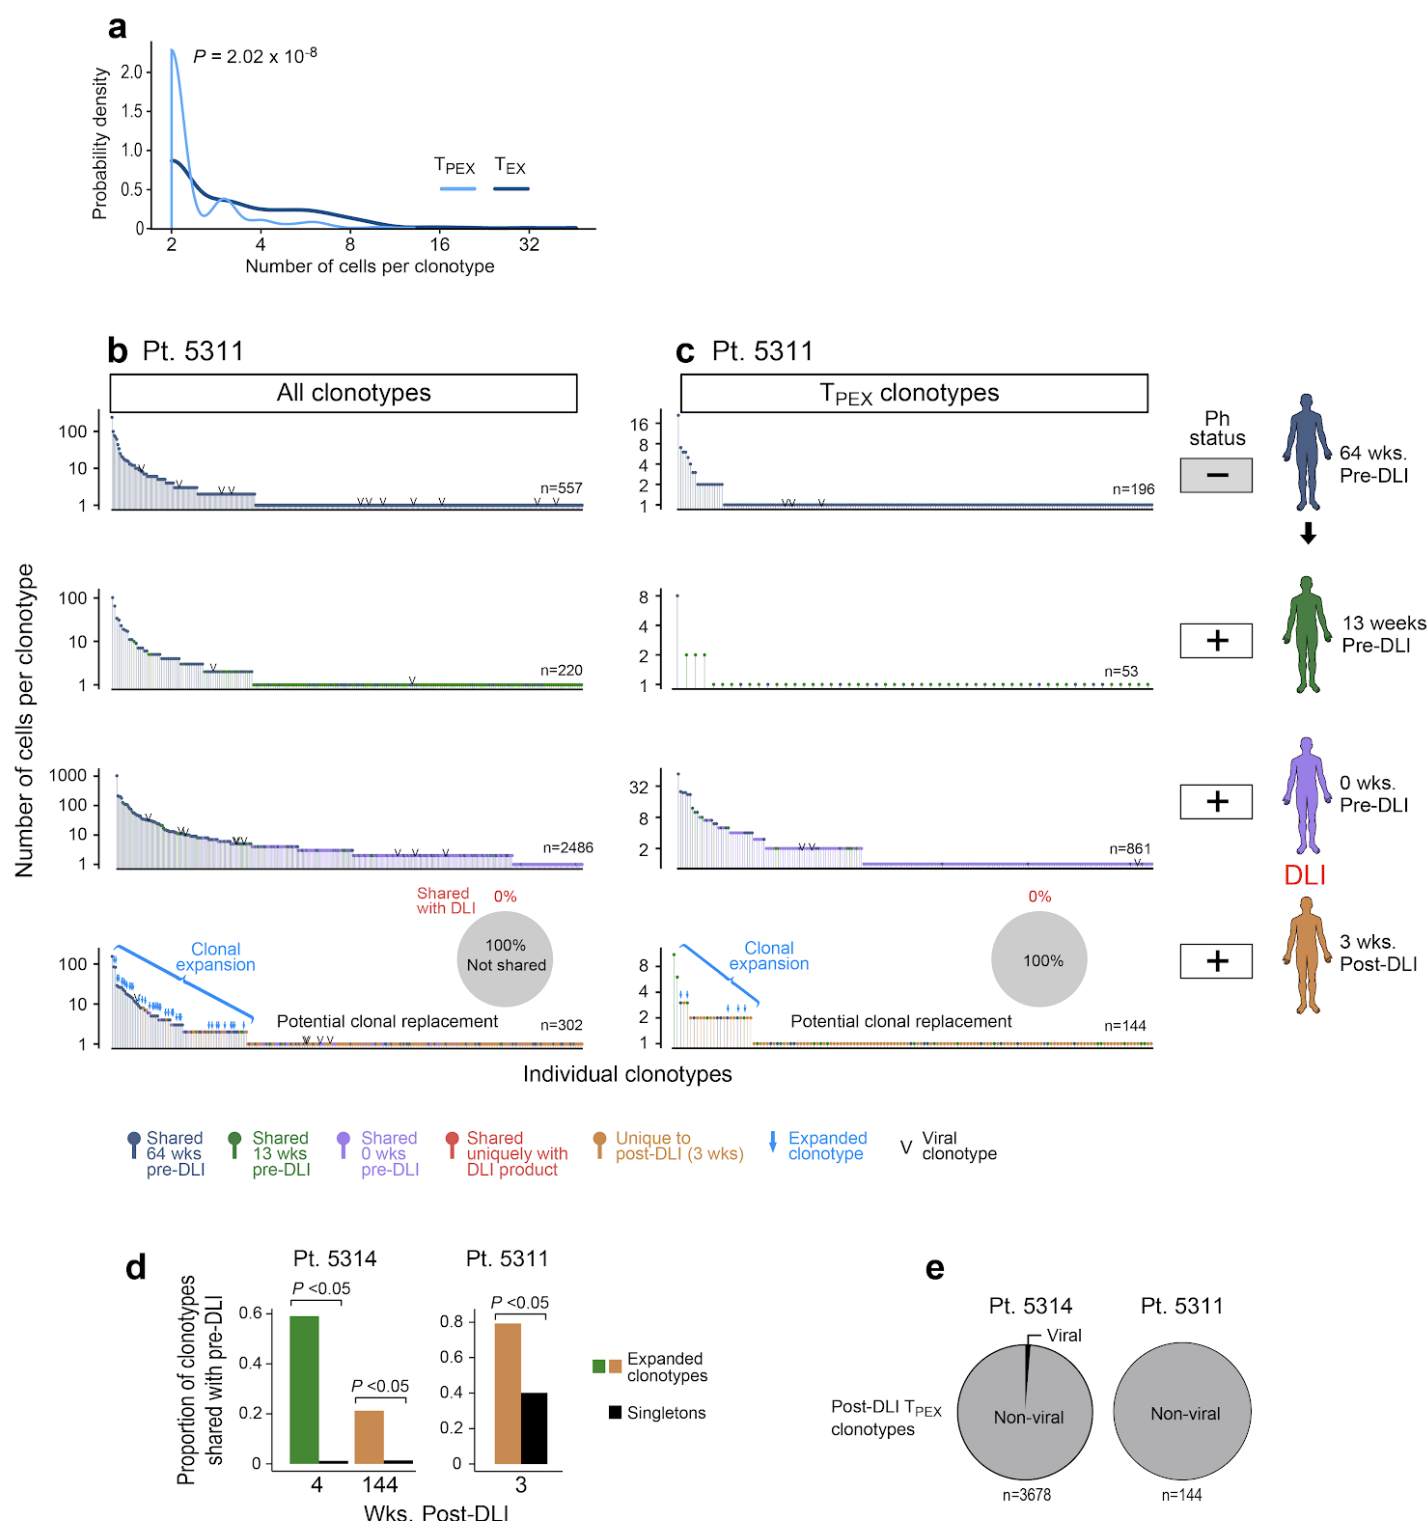 a
P = 2.02 x 10-8
Probability density
2.0
1.5
1.0
0.5
0
TPEX
TEX
2 4 8 16 32
Number of cells per clonotype
b Pt. 5311
c Pt. 5311
All clonotypes
TPEX clonotypes
Number of cells per clonotype
100
10
1
n=557
16
8
4
2
1
n=196
Ph
status
−
64 wks.
Pre-DLI
100
10
1
n=220
8
4
2
1
n=53
+
13 weeks
Pre-DLI
1000
100
10
1
n=2486
32
8
2
n=861
+
0 wks.
Pre-DLI
DLI
Shared
with DLI
0%
100%
Not shared
0%
100%
100
10
1
Clonal
expansion
Potential clonal replacement
n=302
8
4
2
1
Clonal
expansion
Potential clonal replacement
n=144
+
3 wks.
Post-DLI
Individual clonotypes
Shared
64 wks
pre-DLI
Shared
13 wks
pre-DLI
Shared
0 wks
pre-DLI
Shared
uniquely with
DLI product
Unique to
post-DLI (3 wks)
Expanded
clonotype
V Viral
clonotype
d
Proportion of clonotypes
shared with pre-DLI
Pt. 5314
P <0.05
0.6
0.4
0.2
0
P <0.05
4 144
Pt. 5311
P <0.05
0.8
0.6
0.4
0.2
0
3
Wks. Post-DLI
Expanded
clonotypes
Singletons
e
Pt. 5314
Pt. 5311
Viral
Post-DLI TPEX
clonotypes
Non-viral
Non-viral
n=3678
n=144